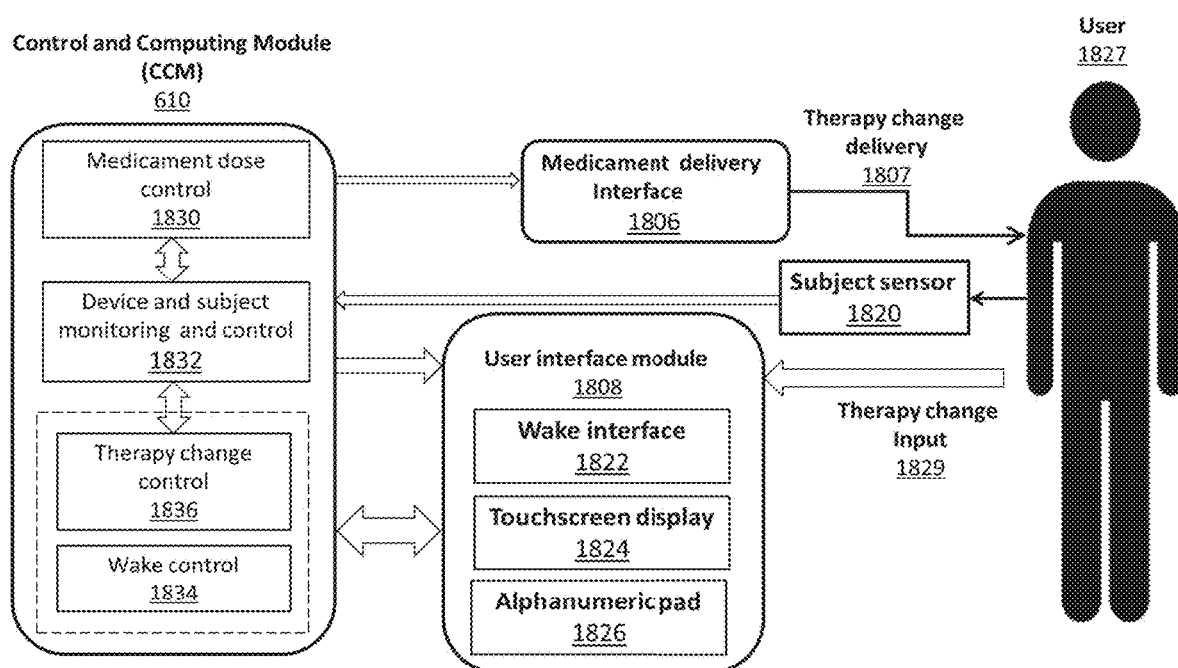 Control and Computing Module
(CCM)
610
Medicament dose
control
1830
Device and subject
monitoring and control
1832
Therapy change
control
1836
Wake control
1834
Medicament delivery
Interface
1806
Therapy change
delivery
1807
User
1827
Subject sensor
1820
User interface module
1808
Wake interface
1822
Touchscreen display
1824
Alphanumeric pad
1826
Therapy change
Input
1829